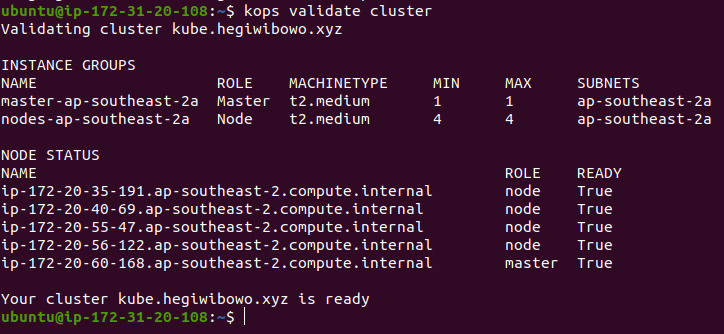 ubuntu@ip-172-31-20-108:~$ kops validate cluster
Validating cluster kube.hegiwibowo.xyz
INSTANCE GROUPS
NAME ROLE MACHINETYPE MIN MAX SUBNETS
master-ap-southeast-2a Master t2.medium 1 1 ap-southeast-2a
nodes-ap-southeast-2a Node t2.medium 4 4 ap-southeast-2a
NODE STATUS
NAME ROLE READY
ip-172-20-35-191.ap-southeast-2.compute.internal node True
ip-172-20-40-69.ap-southeast-2.compute.internal node True
ip-172-20-55-47.ap-southeast-2.compute.internal node True
ip-172-20-56-122.ap-southeast-2.compute.internal node True
ip-172-20-60-168.ap-southeast-2.compute.internal master True
Your cluster kube.hegiwibowo.xyz is ready
ubuntu@ip-172-31-20-108:~$